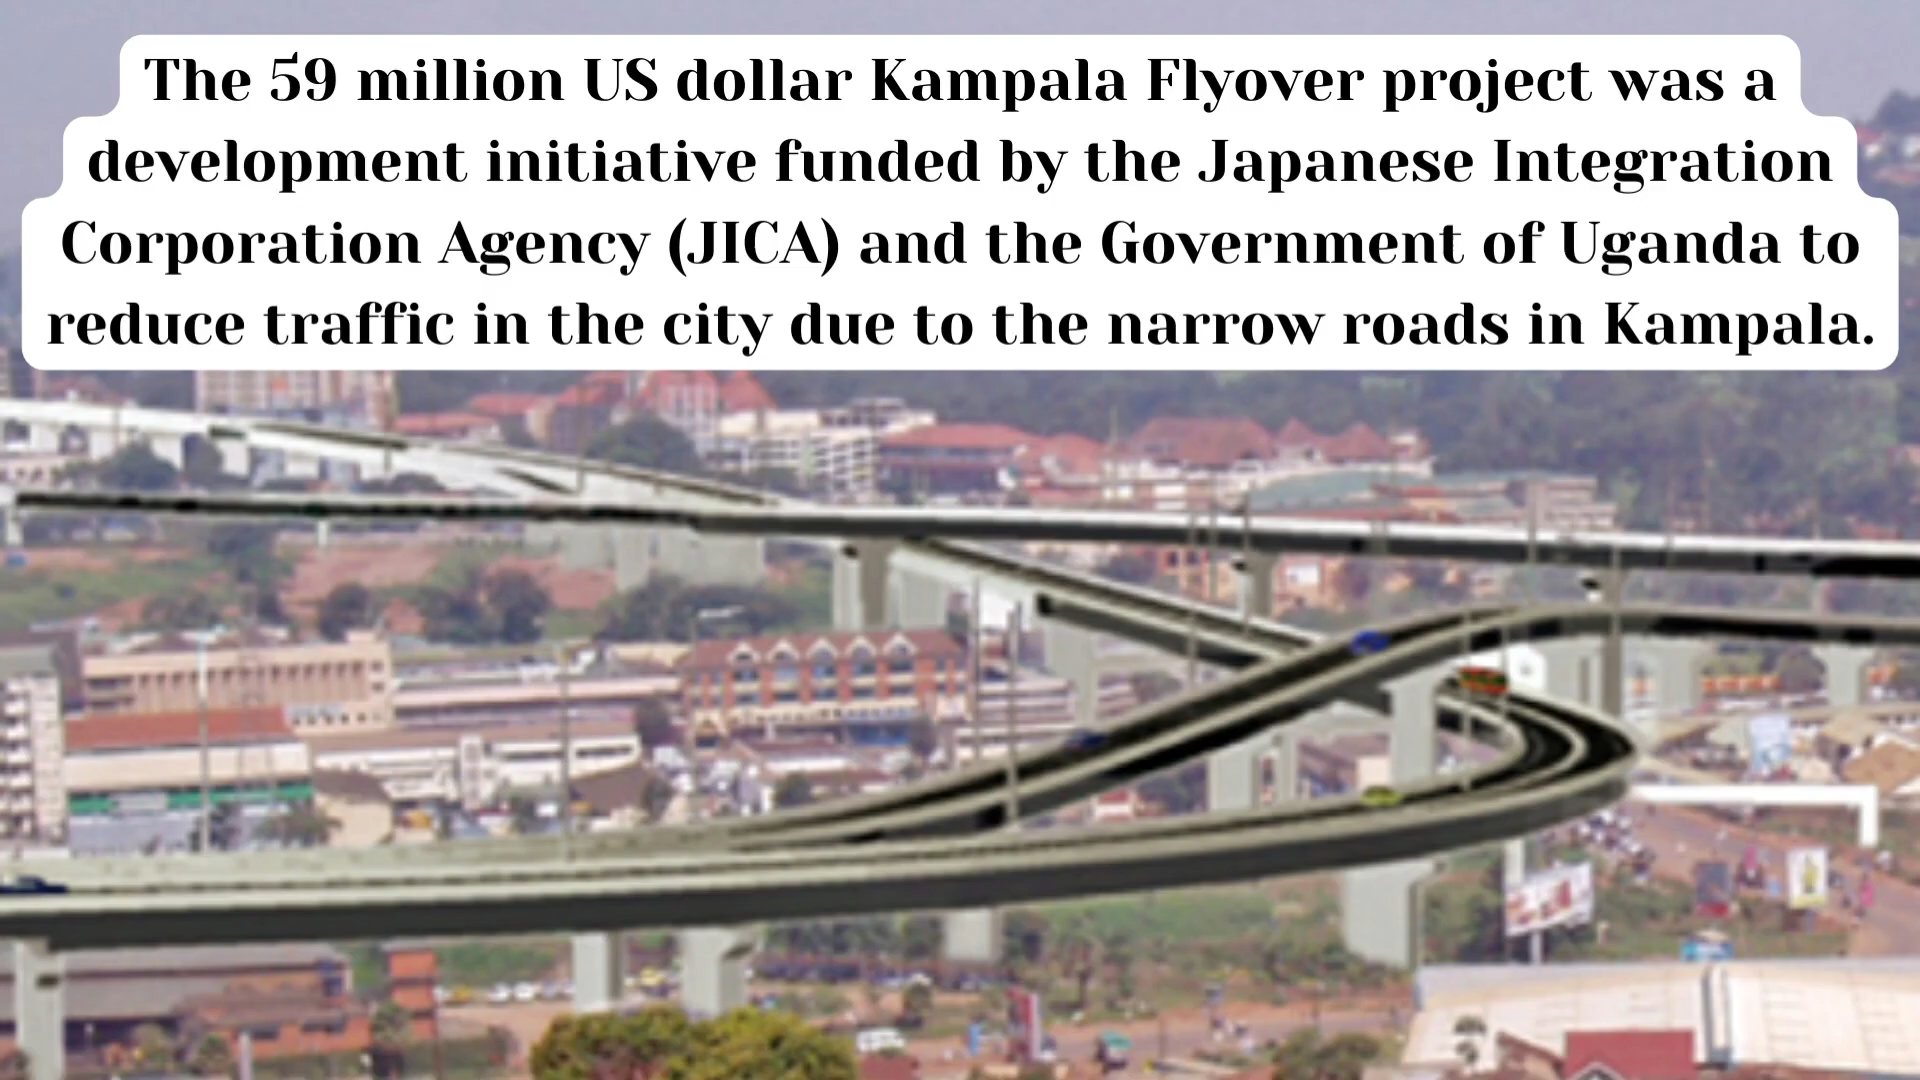 The 59 million US dollar Kampala Flyover project was a
development initiative funded by the Japanese Integration
Corporation Agency (JICA) and the Government of Uganda to
reduce traffic in the city due to the narrow roads in Kampala.